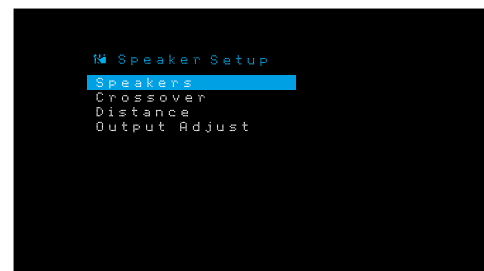 Speaker Setup
Speakers
Crossover
Distance
Output Adjust